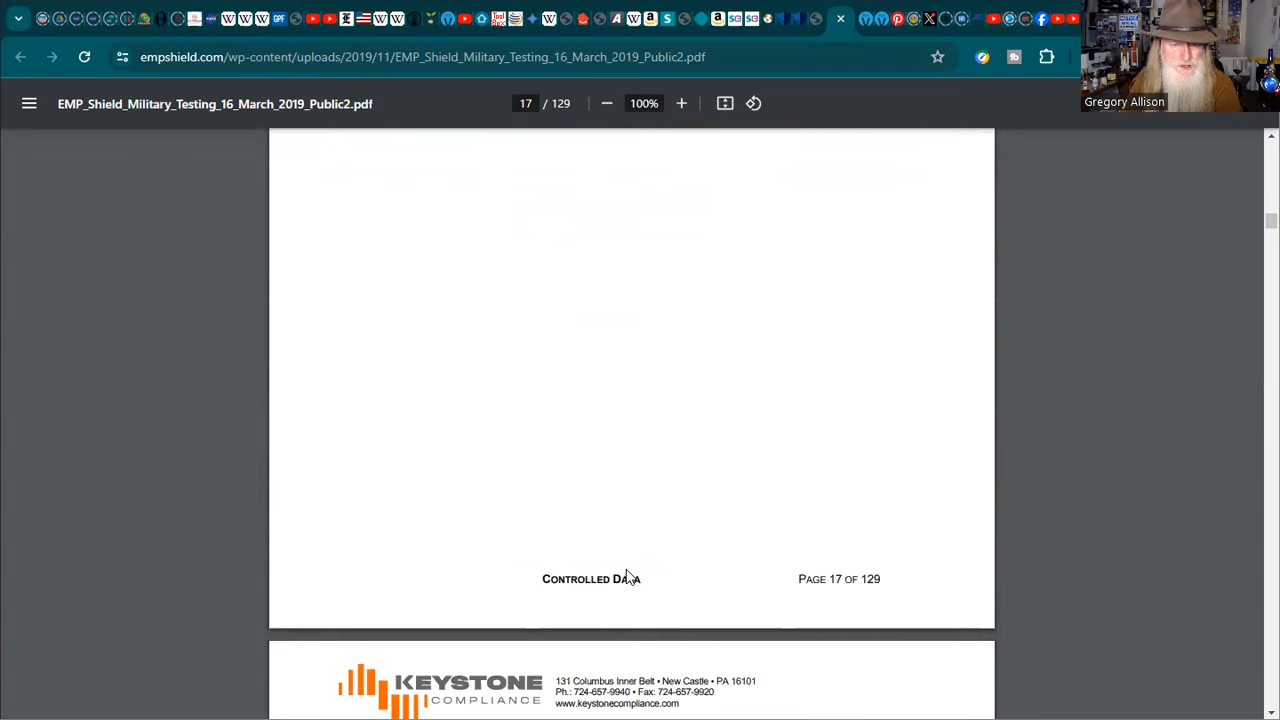 empshield.com/wp-content/uploads/2019/11/EMP_Shield_Military_Testing_16_March_2019_Public2.pdf
EMP_Shield_Military_Testing_16_March_2019_Public2.pdf
17 / 129
100%
Gregory Allison
CONTROLLED DATA
PAGE 17 OF 129
KEYSTONE
COMPLIANCE
131 Columbus Inner Belt • New Castle • PA 16101
Ph.: 724-657-9940 • Fax: 724-657-9920
www.keystonecompliance.com